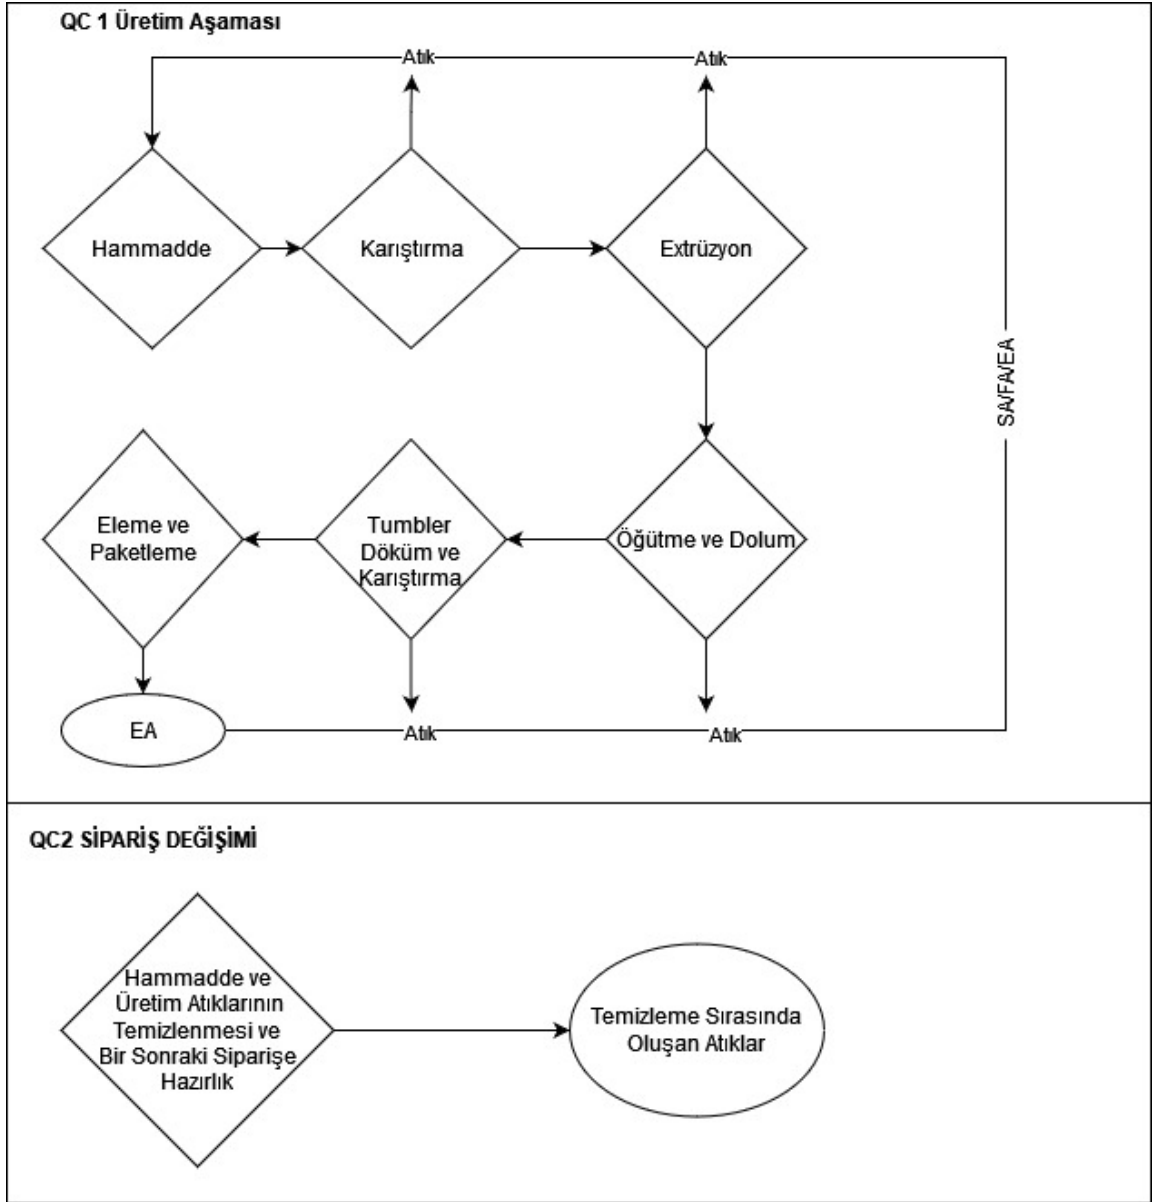 QC 1 Üretim Aşaması
Atık
Atık
Hammadde
Karıştırma
Extrüzyon
SA/FA/EA
Eleme ve
Paketleme
Tumbler
Döküm ve
Karıştırma
Öğütme ve Dolum
EA
Atık
Atık
QC2 SİPARİŞ DEĞİŞİMİ
Hammadde ve
Üretim Atıklarının
Temizlenmesi ve
Bir Sonraki Siparişe
Hazırlık
Temizleme Sırasında
Oluşan Atıklar